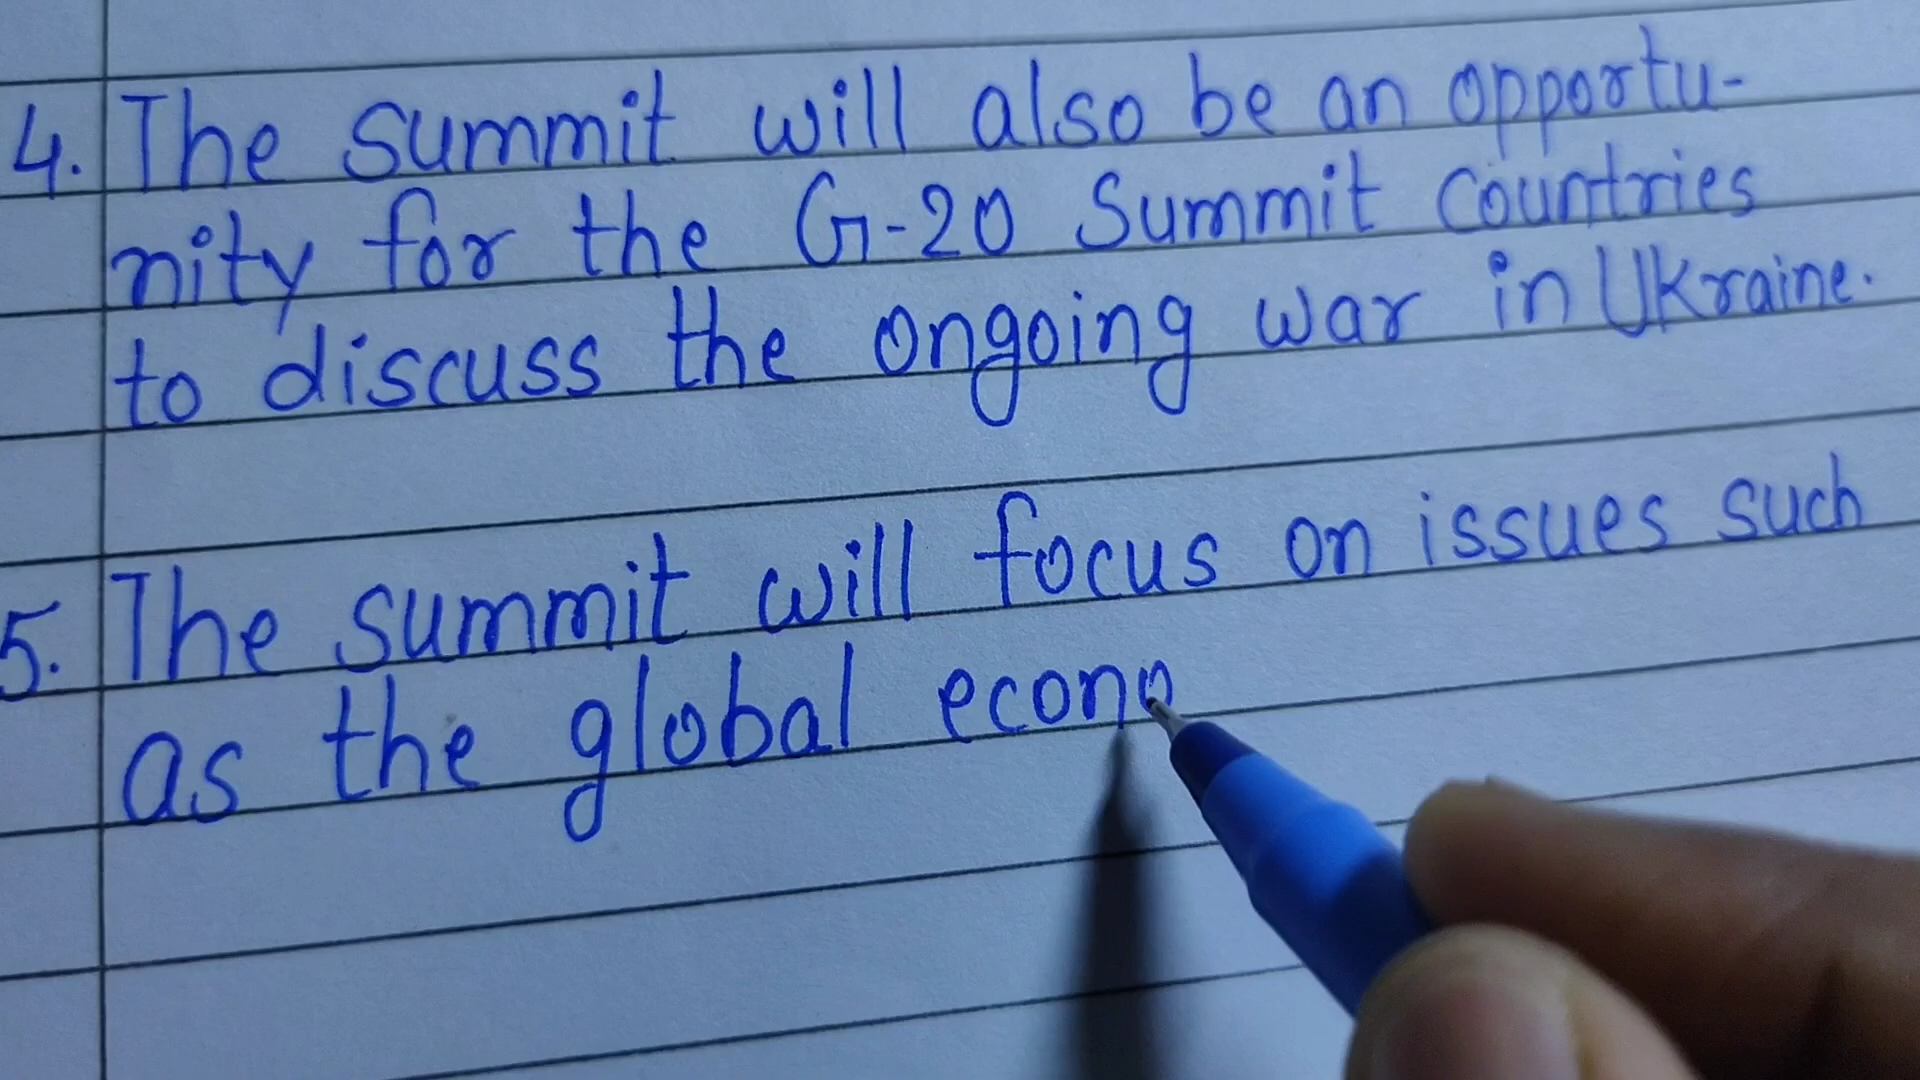 4. The summit will also be an opportu-
nity for the G-20 Summit Countries
to discuss the ongoing war in Ukraine.
5. The summit will focus on issues such
as the global econo